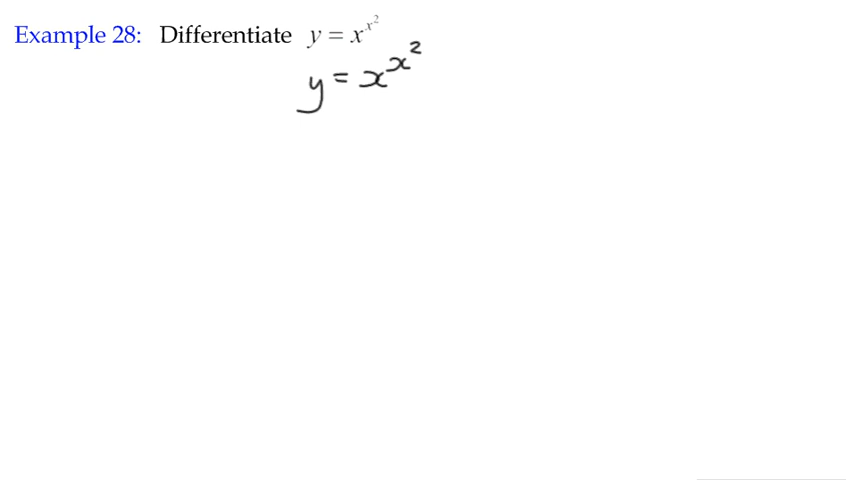 Example 28: Differentiate y = x^{x^2}
y = x^{x^2}